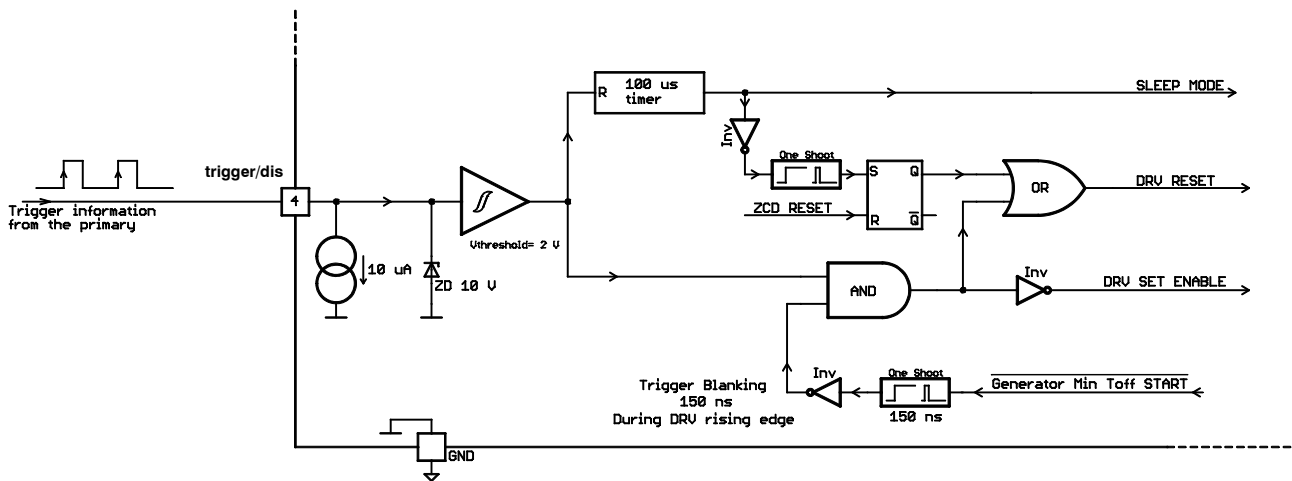 100 us
R
timer
SLEEP MODE
Inv
One Shoot
trigger/dis
S
Q
OR
DRV RESET
4
Trigger information
from the primary
ZCD RESET
R
Q
Vthreshold= 2 V
10 uA
ZD 10 V
AND
Inv
DRV SET ENABLE
Trigger Blanking
150 ns
During DRV rising edge
Inv
One Shoot
150 ns
Generator Min Toff START
GND